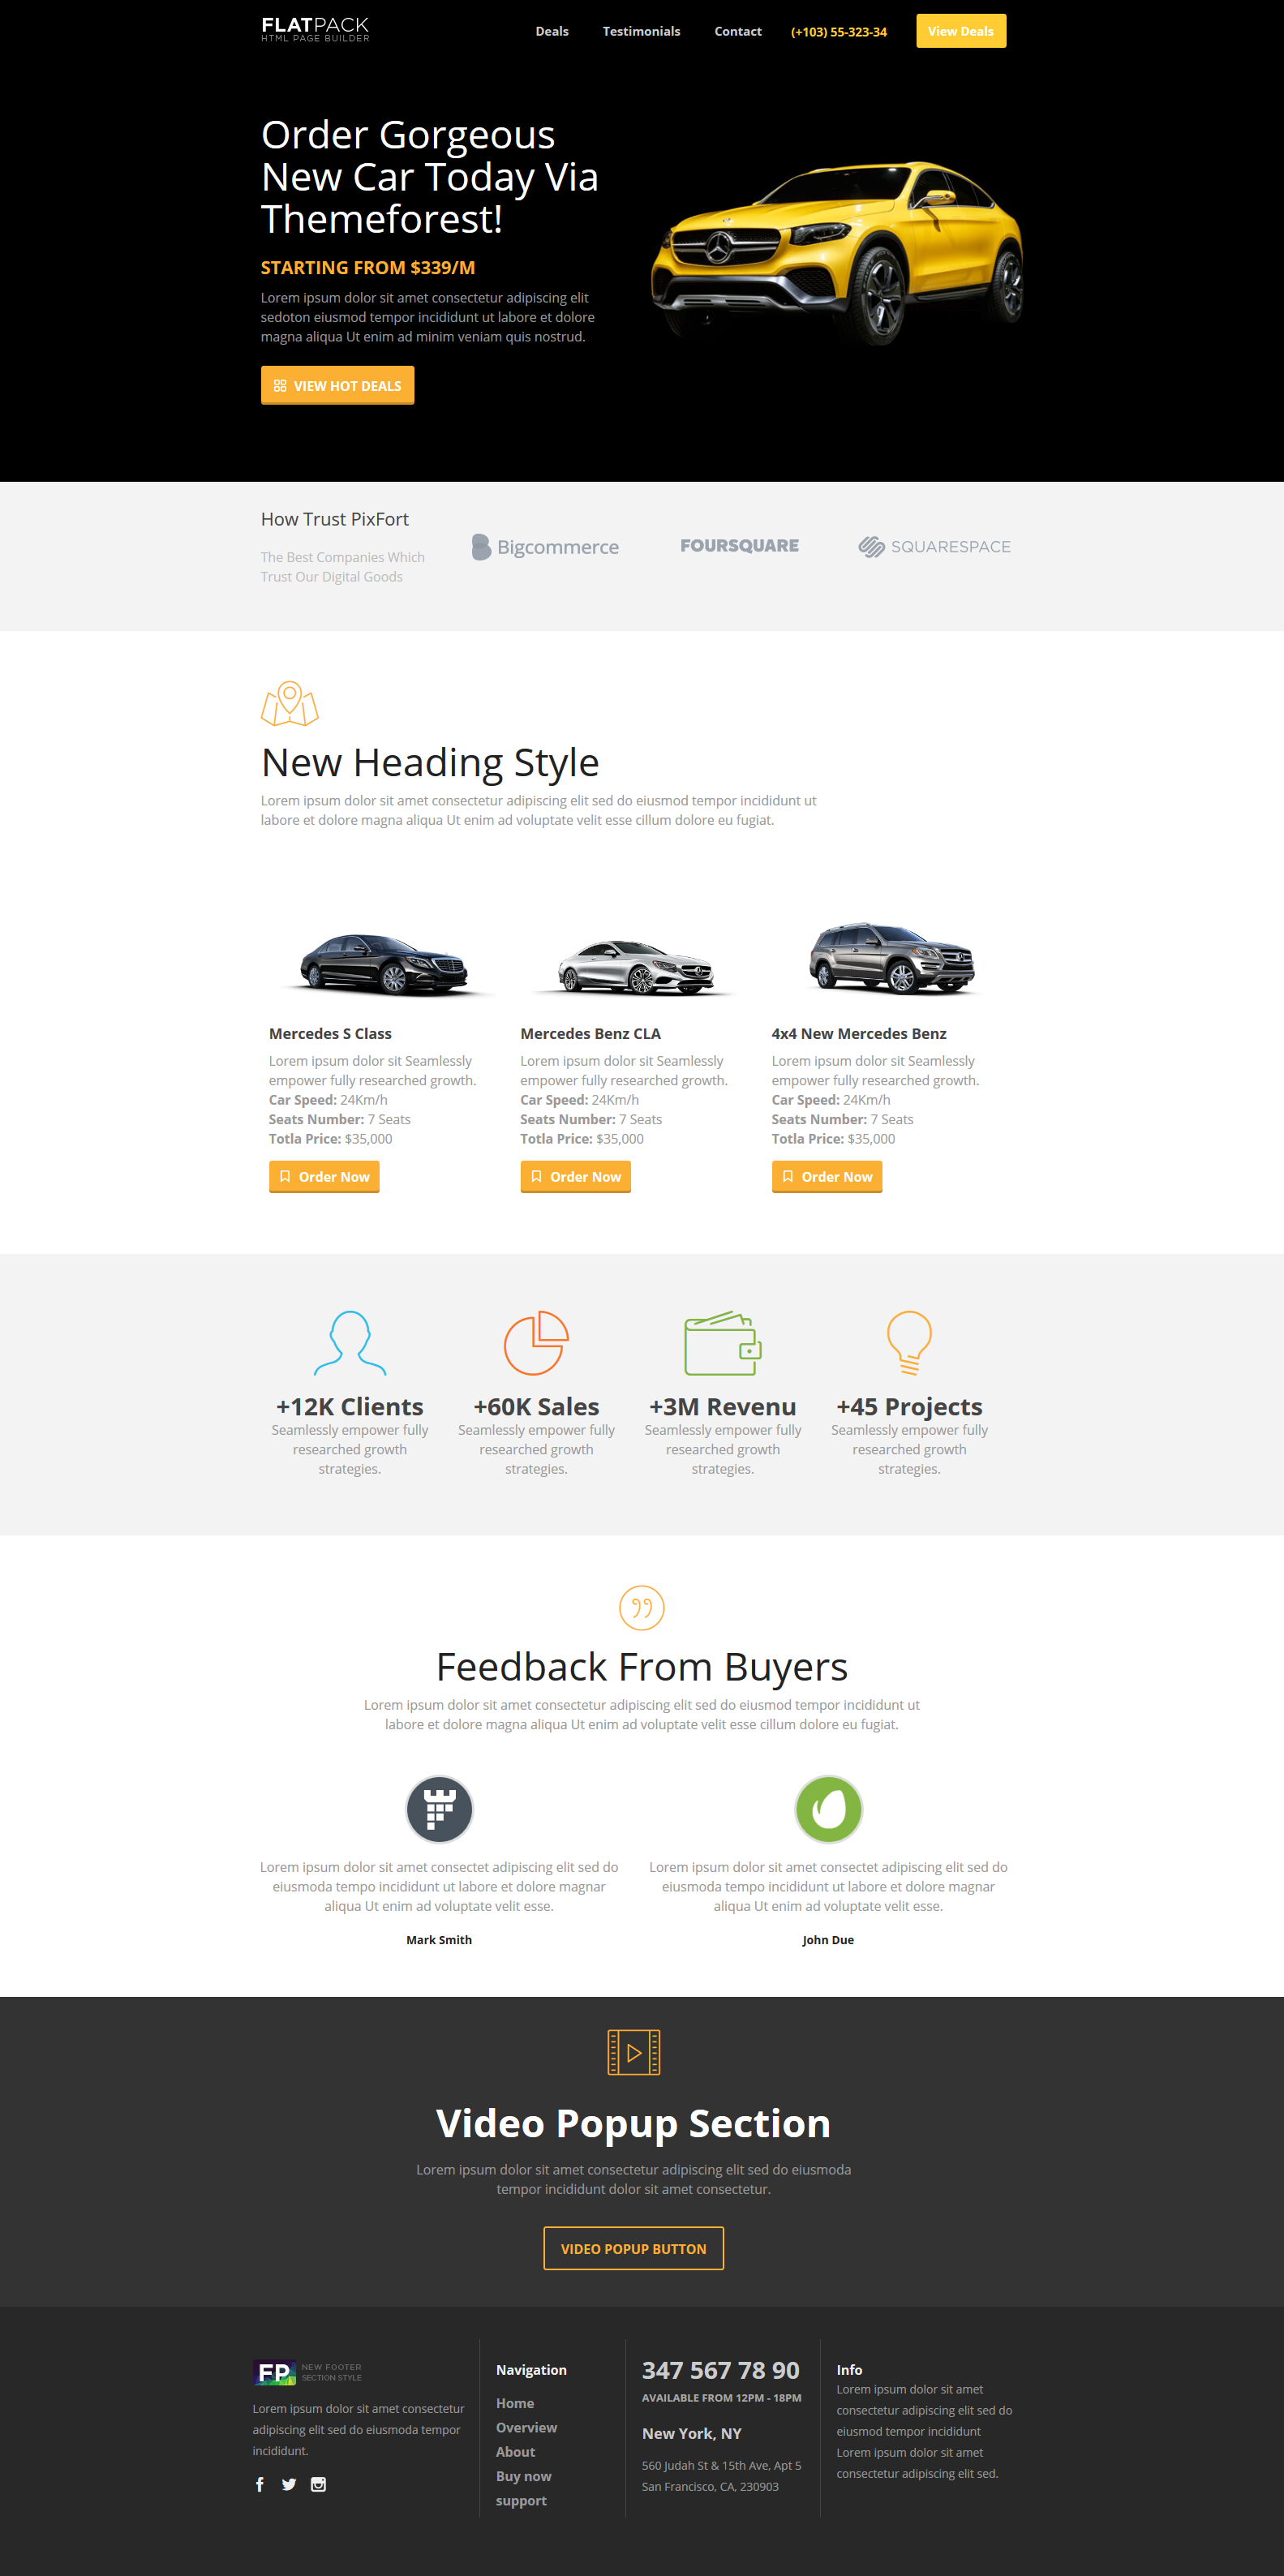 FLATPACK
HTML PAGE BUILDER
Deals
Testimonials
Contact
(+103) 55-323-34
View Deals
Order Gorgeous
New Car Today Via
Themeforest!
STARTING FROM $339/M
Lorem ipsum dolor sit amet consectetur adipiscing elit
sedoton eiusmod tempor incididunt ut labore et dolore
magna aliqua Ut enim ad minim veniam quis nostrud.
VIEW HOT DEALS
How Trust PixFort
The Best Companies Which
Trust Our Digital Goods
Bigcommerce
FOURSQUARE
SQUARESPACE
New Heading Style
Lorem ipsum dolor sit amet consectetur adipiscing elit sed do eiusmod tempor incididunt ut
labore et dolore magna aliqua Ut enim ad voluptate velit esse cillum dolore eu fugiat.
Mercedes S Class
Lorem ipsum dolor sit Seamlessly
empower fully researched growth.
Car Speed: 24Km/h
Seats Number: 7 Seats
Totla Price: $35,000
Order Now
Mercedes Benz CLA
Lorem ipsum dolor sit Seamlessly
empower fully researched growth.
Car Speed: 24Km/h
Seats Number: 7 Seats
Totla Price: $35,000
Order Now
4x4 New Mercedes Benz
Lorem ipsum dolor sit Seamlessly
empower fully researched growth.
Car Speed: 24Km/h
Seats Number: 7 Seats
Totla Price: $35,000
Order Now
+12K Clients
Seamlessly empower fully
researched growth
strategies.
+60K Sales
Seamlessly empower fully
researched growth
strategies.
+3M Revenu
Seamlessly empower fully
researched growth
strategies.
+45 Projects
Seamlessly empower fully
researched growth
strategies.
Feedback From Buyers
Lorem ipsum dolor sit amet consectetur adipiscing elit sed do eiusmod tempor incididunt ut
labore et dolore magna aliqua Ut enim ad voluptate velit esse cillum dolore eu fugiat.
Lorem ipsum dolor sit amet consectet adipiscing elit sed do
eiusmoda tempo incididunt ut labore et dolore magnar
aliqua Ut enim ad voluptate velit esse.
Mark Smith
Lorem ipsum dolor sit amet consectet adipiscing elit sed do
eiusmoda tempo incididunt ut labore et dolore magnar
aliqua Ut enim ad voluptate velit esse.
John Due
Video Popup Section
Lorem ipsum dolor sit amet consectetur adipiscing elit sed do eiusmoda
tempor incididunt dolor sit amet consectetur.
VIDEO POPUP BUTTON
FP
NEW FOOTER
SECTION STYLE
Lorem ipsum dolor sit amet consectetur
adipiscing elit sed do eiusmoda tempor
incididunt.
Navigation
Home
Overview
About
Buy now
support
347 567 78 90
AVAILABLE FROM 12PM - 18PM
New York, NY
560 Judah St & 15th Ave, Apt 5
San Francisco, CA, 230903
Info
Lorem ipsum dolor sit amet
consectetur adipiscing elit sed do
eiusmod tempor incididunt
Lorem ipsum dolor sit amet
consectetur adipiscing elit sed.